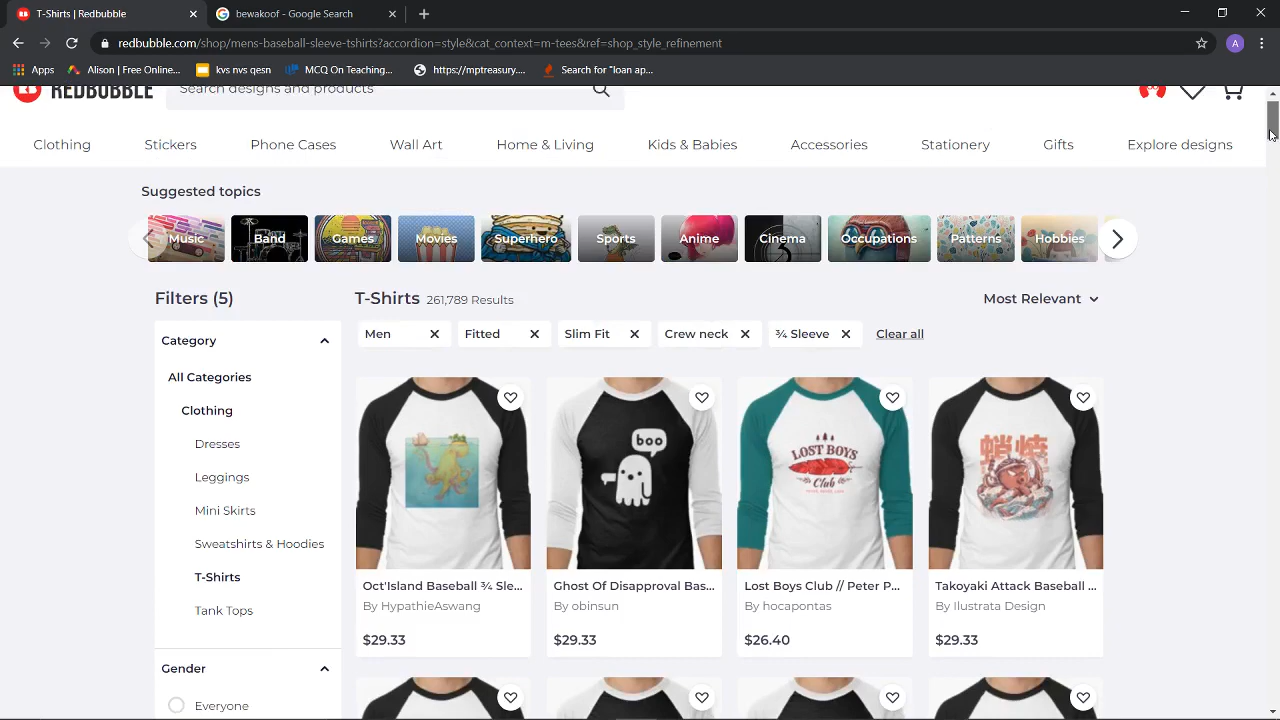 T-Shirts | Redbubble
bewakoof - Google Search
redbubble.com/shop/mens-baseball-sleeve-tshirts?accordion=style&cat_context=m-tees&ref=shop_style_refinement
A
Apps
Alison | Free Online...
kvs nvs qesn
MCQ On Teaching...
https://mptreasury....
Search for "loan ap...
REDBUBBLE
Search designs and products
Clothing
Stickers
Phone Cases
Wall Art
Home & Living
Kids & Babies
Accessories
Stationery
Gifts
Explore designs
Suggested topics
Music
Band
Games
Movies
Superhero
Sports
Anime
Cinema
Occupations
Patterns
Hobbies
Filters (5)
T-Shirts 261,789 Results
Most Relevant
Men
Fitted
Slim Fit
Crew neck
¾ Sleeve
Clear all
Category
All Categories
Clothing
Dresses
Leggings
Mini Skirts
Sweatshirts & Hoodies
T-Shirts
Tank Tops
Gender
Everyone
boo
LOST BOYS
Club
Oct'Island Baseball ¾ Sle...
By HypathieAswang
$29.33
Ghost Of Disapproval Bas...
By obinsun
$29.33
Lost Boys Club // Peter P...
By hocapontas
$26.40
Takoyaki Attack Baseball ...
By Ilustrata Design
$29.33